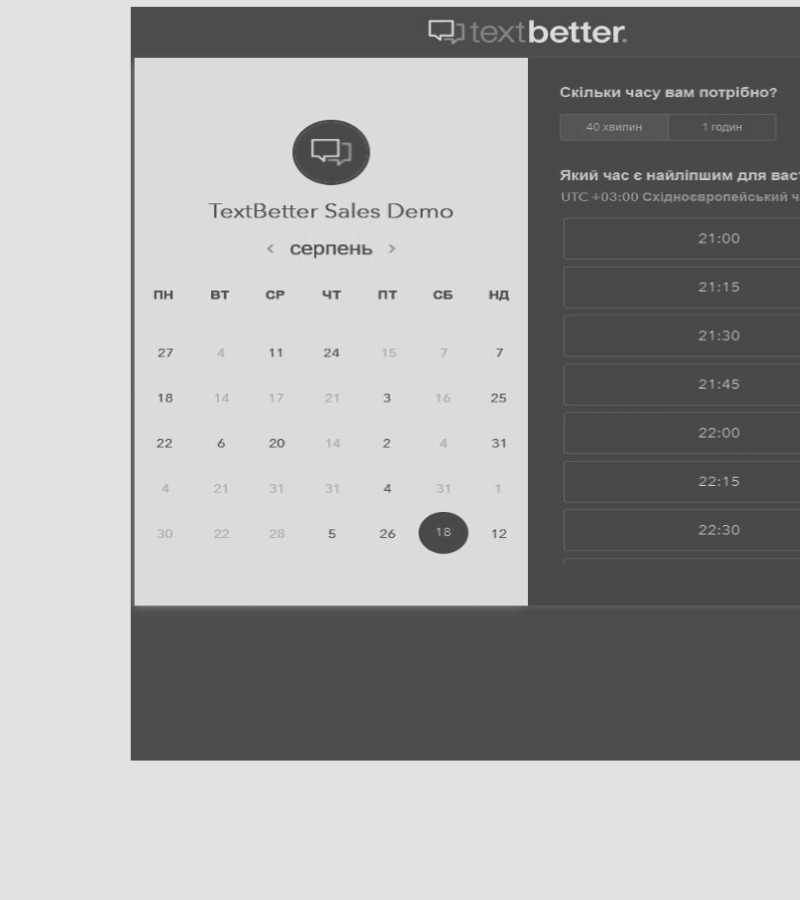 textbetter.
TextBetter Sales Demo
‹ серпень ›
ПН ВТ СР ЧТ ПТ СБ НД
27 4 11 24 15 7 7
18 14 17 21 3 16 25
22 6 20 14 2 4 31
4 21 31 31 4 31 1
30 22 28 5 26 18 12
Скільки часу вам потрібно?
40 хвилин 1 годин
Який час є найліпшим для вас
UTC +03:00 Східноєвропейський ч
21:00
21:15
21:30
21:45
22:00
22:15
22:30